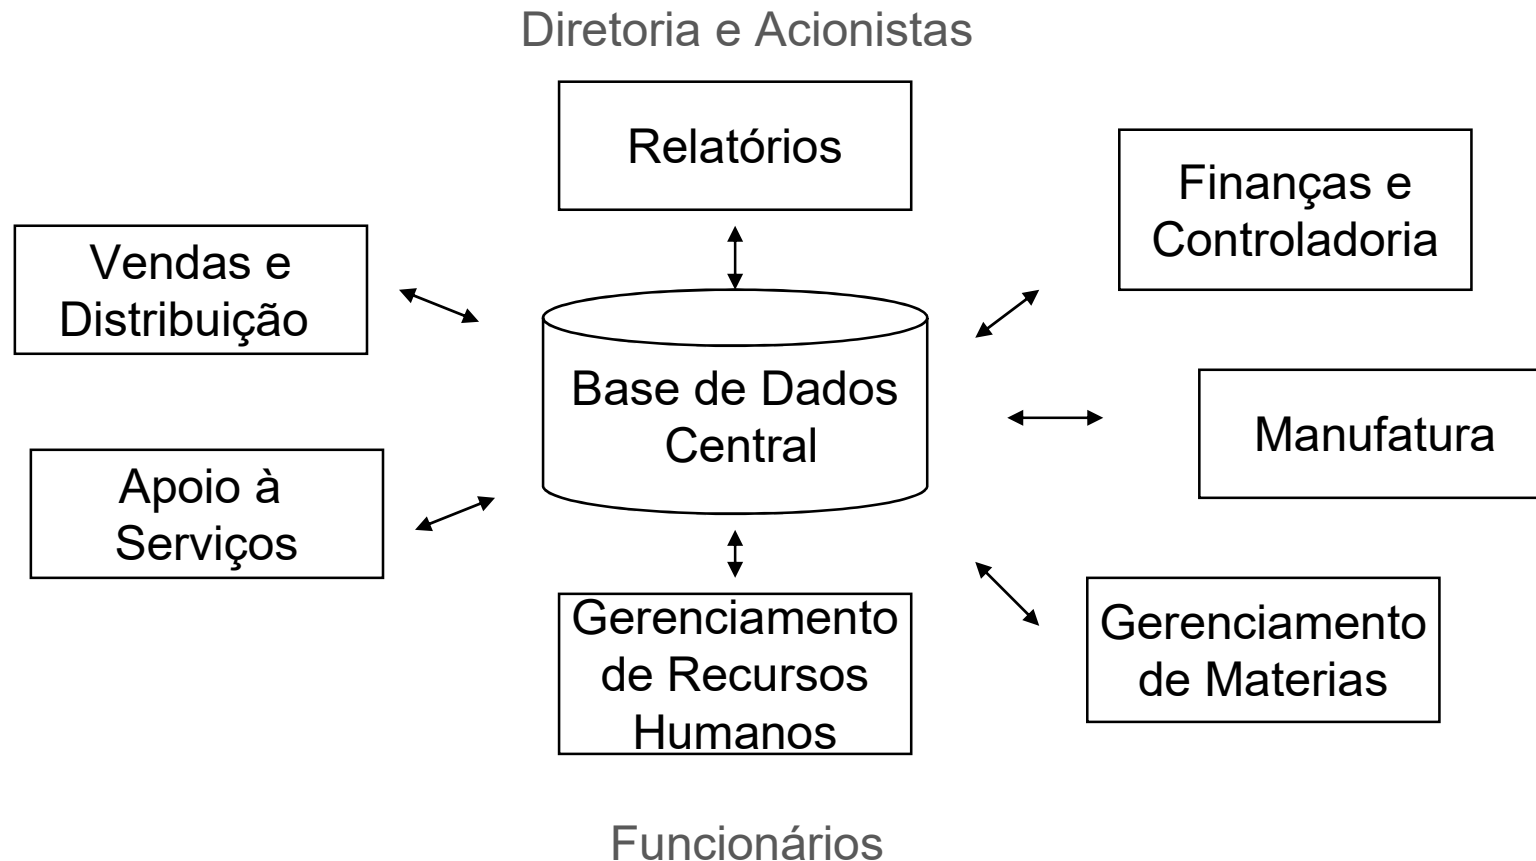 Diretoria e Acionistas
Relatórios
Finanças e
Controladoria
Vendas e
Distribuição
Base de Dados
Central
Manufatura
Apoio à
Serviços
Gerenciamento
de Recursos
Humanos
Gerenciamento
de Materias
Funcionários